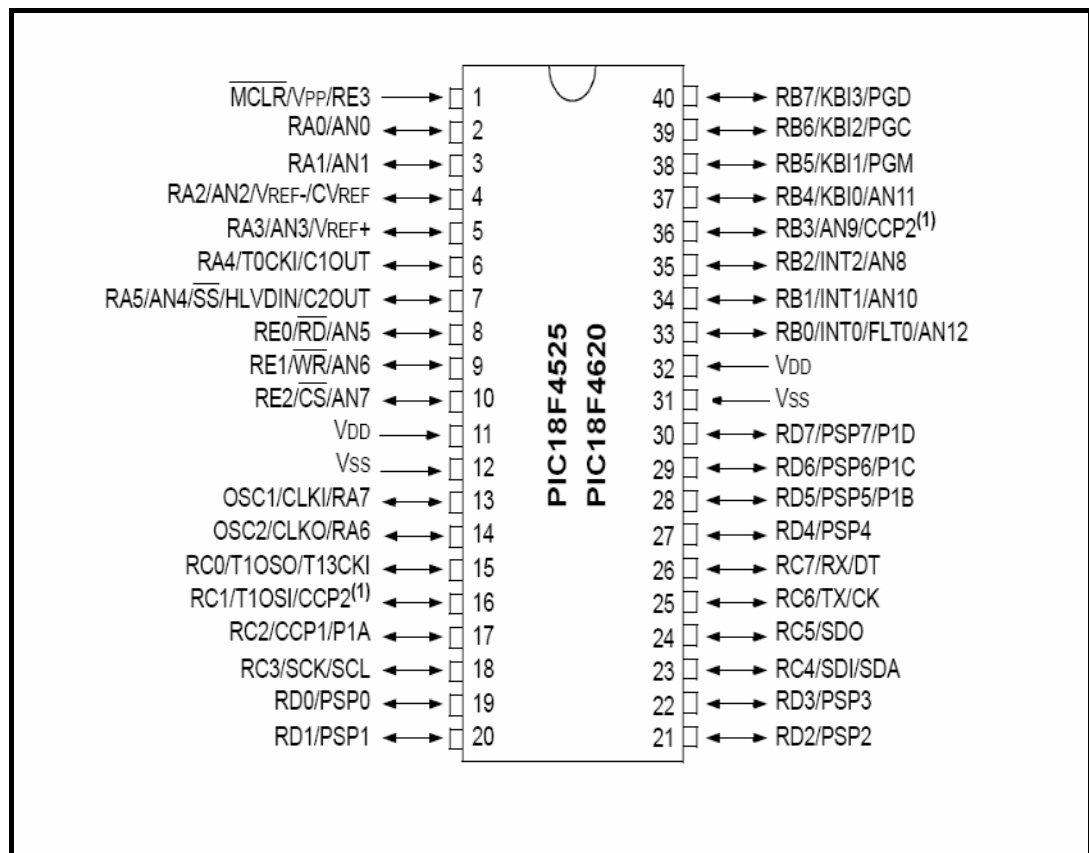 MCLR/VPP/RE3
RA0/AN0
RA1/AN1
RA2/AN2/VREF-/CVREF
RA3/AN3/VREF+
RA4/T0CKI/C1OUT
RA5/AN4/SS/HLVDIN/C2OUT
RE0/RD/AN5
RE1/WR/AN6
RE2/CS/AN7
VDD
VSS
OSC1/CLKI/RA7
OSC2/CLKO/RA6
RC0/T1OSO/T13CKI
RC1/T1OSI/CCP2(1)
RC2/CCP1/P1A
RC3/SCK/SCL
RD0/PSP0
RD1/PSP1
1
2
3
4
5
6
7
8
9
10
11
12
13
14
15
16
17
18
19
20
PIC18F4525
PIC18F4620
40
39
38
37
36
35
34
33
32
31
30
29
28
27
26
25
24
23
22
21
RB7/KBI3/PGD
RB6/KBI2/PGC
RB5/KBI1/PGM
RB4/KBI0/AN11
RB3/AN9/CCP2(1)
RB2/INT2/AN8
RB1/INT1/AN10
RB0/INT0/FLT0/AN12
VDD
VSS
RD7/PSP7/P1D
RD6/PSP6/P1C
RD5/PSP5/P1B
RD4/PSP4
RC7/RX/DT
RC6/TX/CK
RC5/SDO
RC4/SDI/SDA
RD3/PSP3
RD2/PSP2